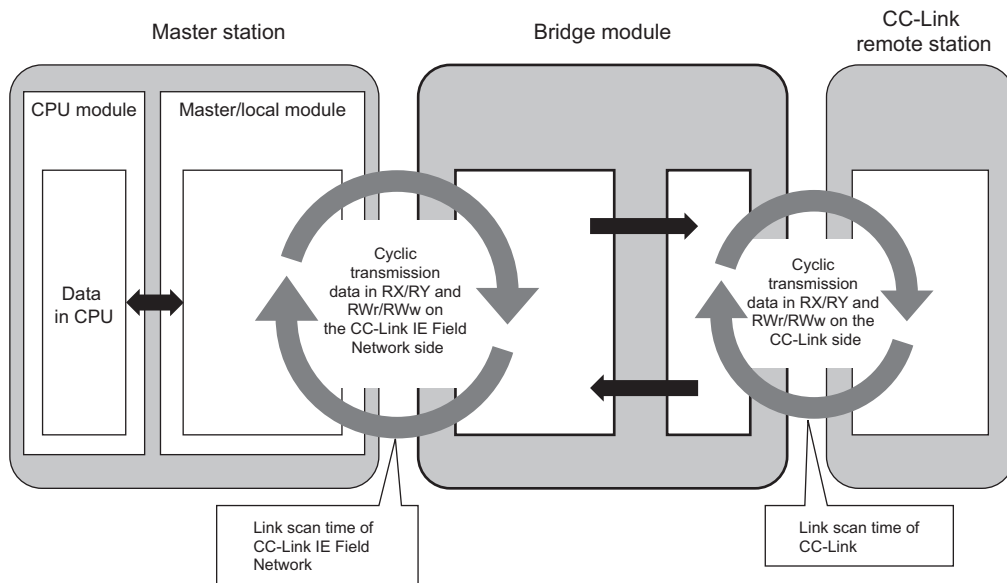 Master station
Bridge module
CC-Link
remote station
CPU module
Master/local module
Data
in CPU
Cyclic
transmission
data in RX/RY and
RWr/RWw on
the CC-Link IE Field
Network side
Cyclic
transmission
data in RX/RY and
RWr/RWw on the
CC-Link side
Link scan time of
CC-Link IE Field
Network
Link scan time of
CC-Link